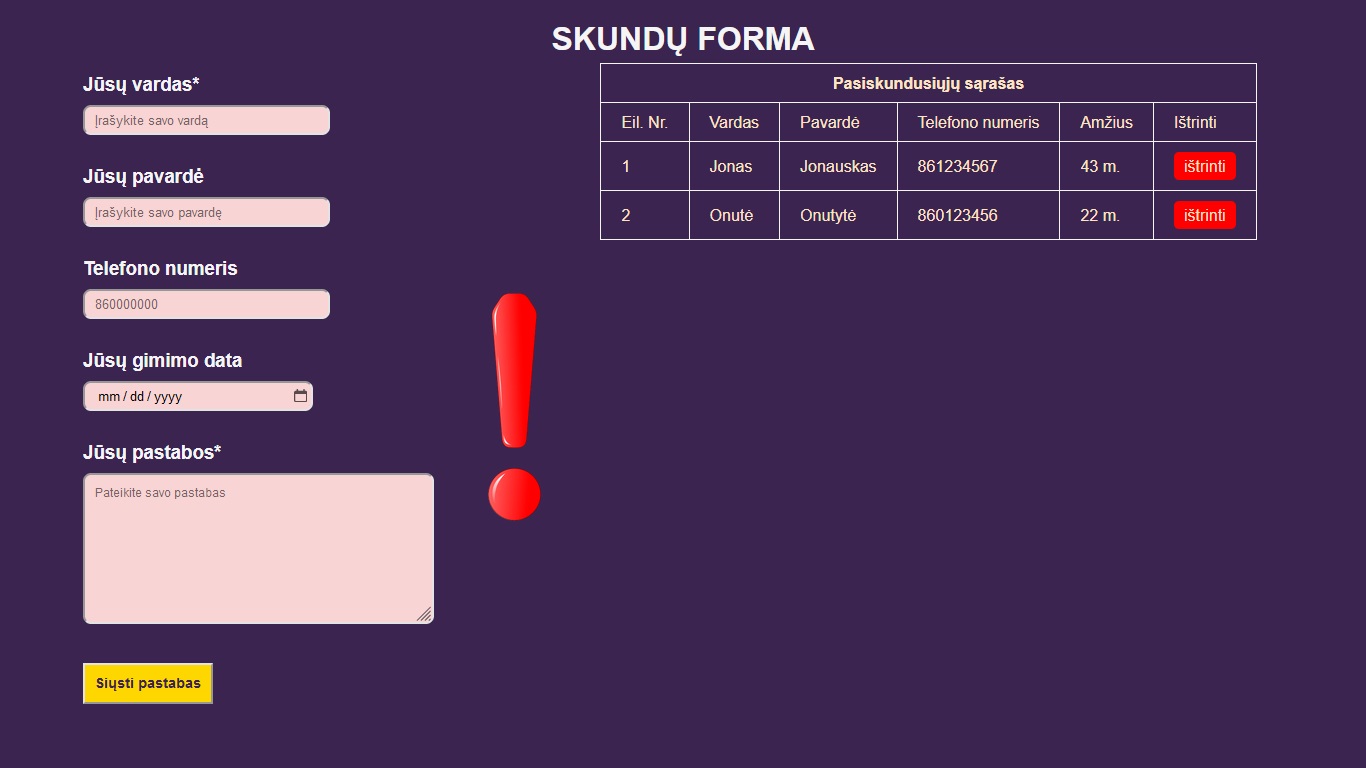 SKUNDŲ FORMA
Jūsų vardas*
Įrašykite savo vardą
Jūsų pavardė
Įrašykite savo pavardę
Telefono numeris
860000000
Jūsų gimimo data
mm / dd / yyyy
Jūsų pastabos*
Pateikite savo pastabas
Siųsti pastabas
Pasiskundusiųjų sąrašas
Eil. Nr. Vardas Pavardė Telefono numeris Amžius Ištrinti
1 Jonas Jonauskas 861234567 43 m. ištrinti
2 Onutė Onutytė 860123456 22 m. ištrinti